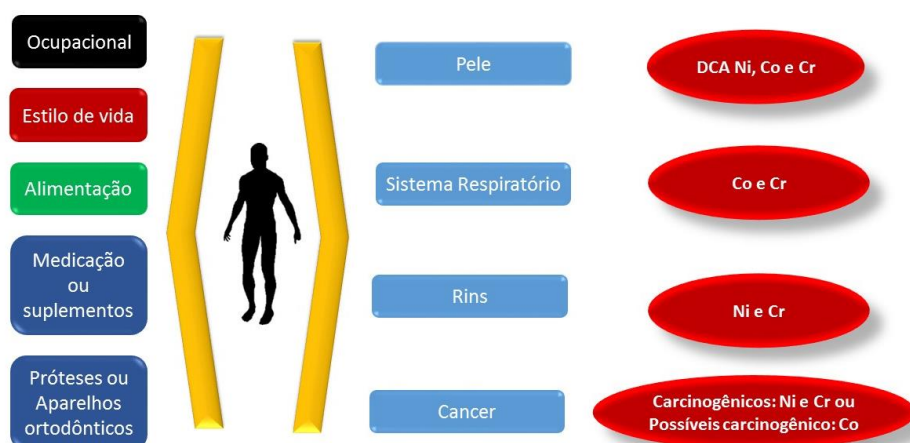 Ocupacional
Estilo de vida
Alimentação
Medicação
ou
suplementos
Próteses ou
Aparelhos
ortodônticos
Pele
Sistema Respiratório
Rins
Cancer
DCA Ni, Co e Cr
Co e Cr
Ni e Cr
Carcinogênicos: Ni e Cr ou
Possíveis carcinogênico: Co